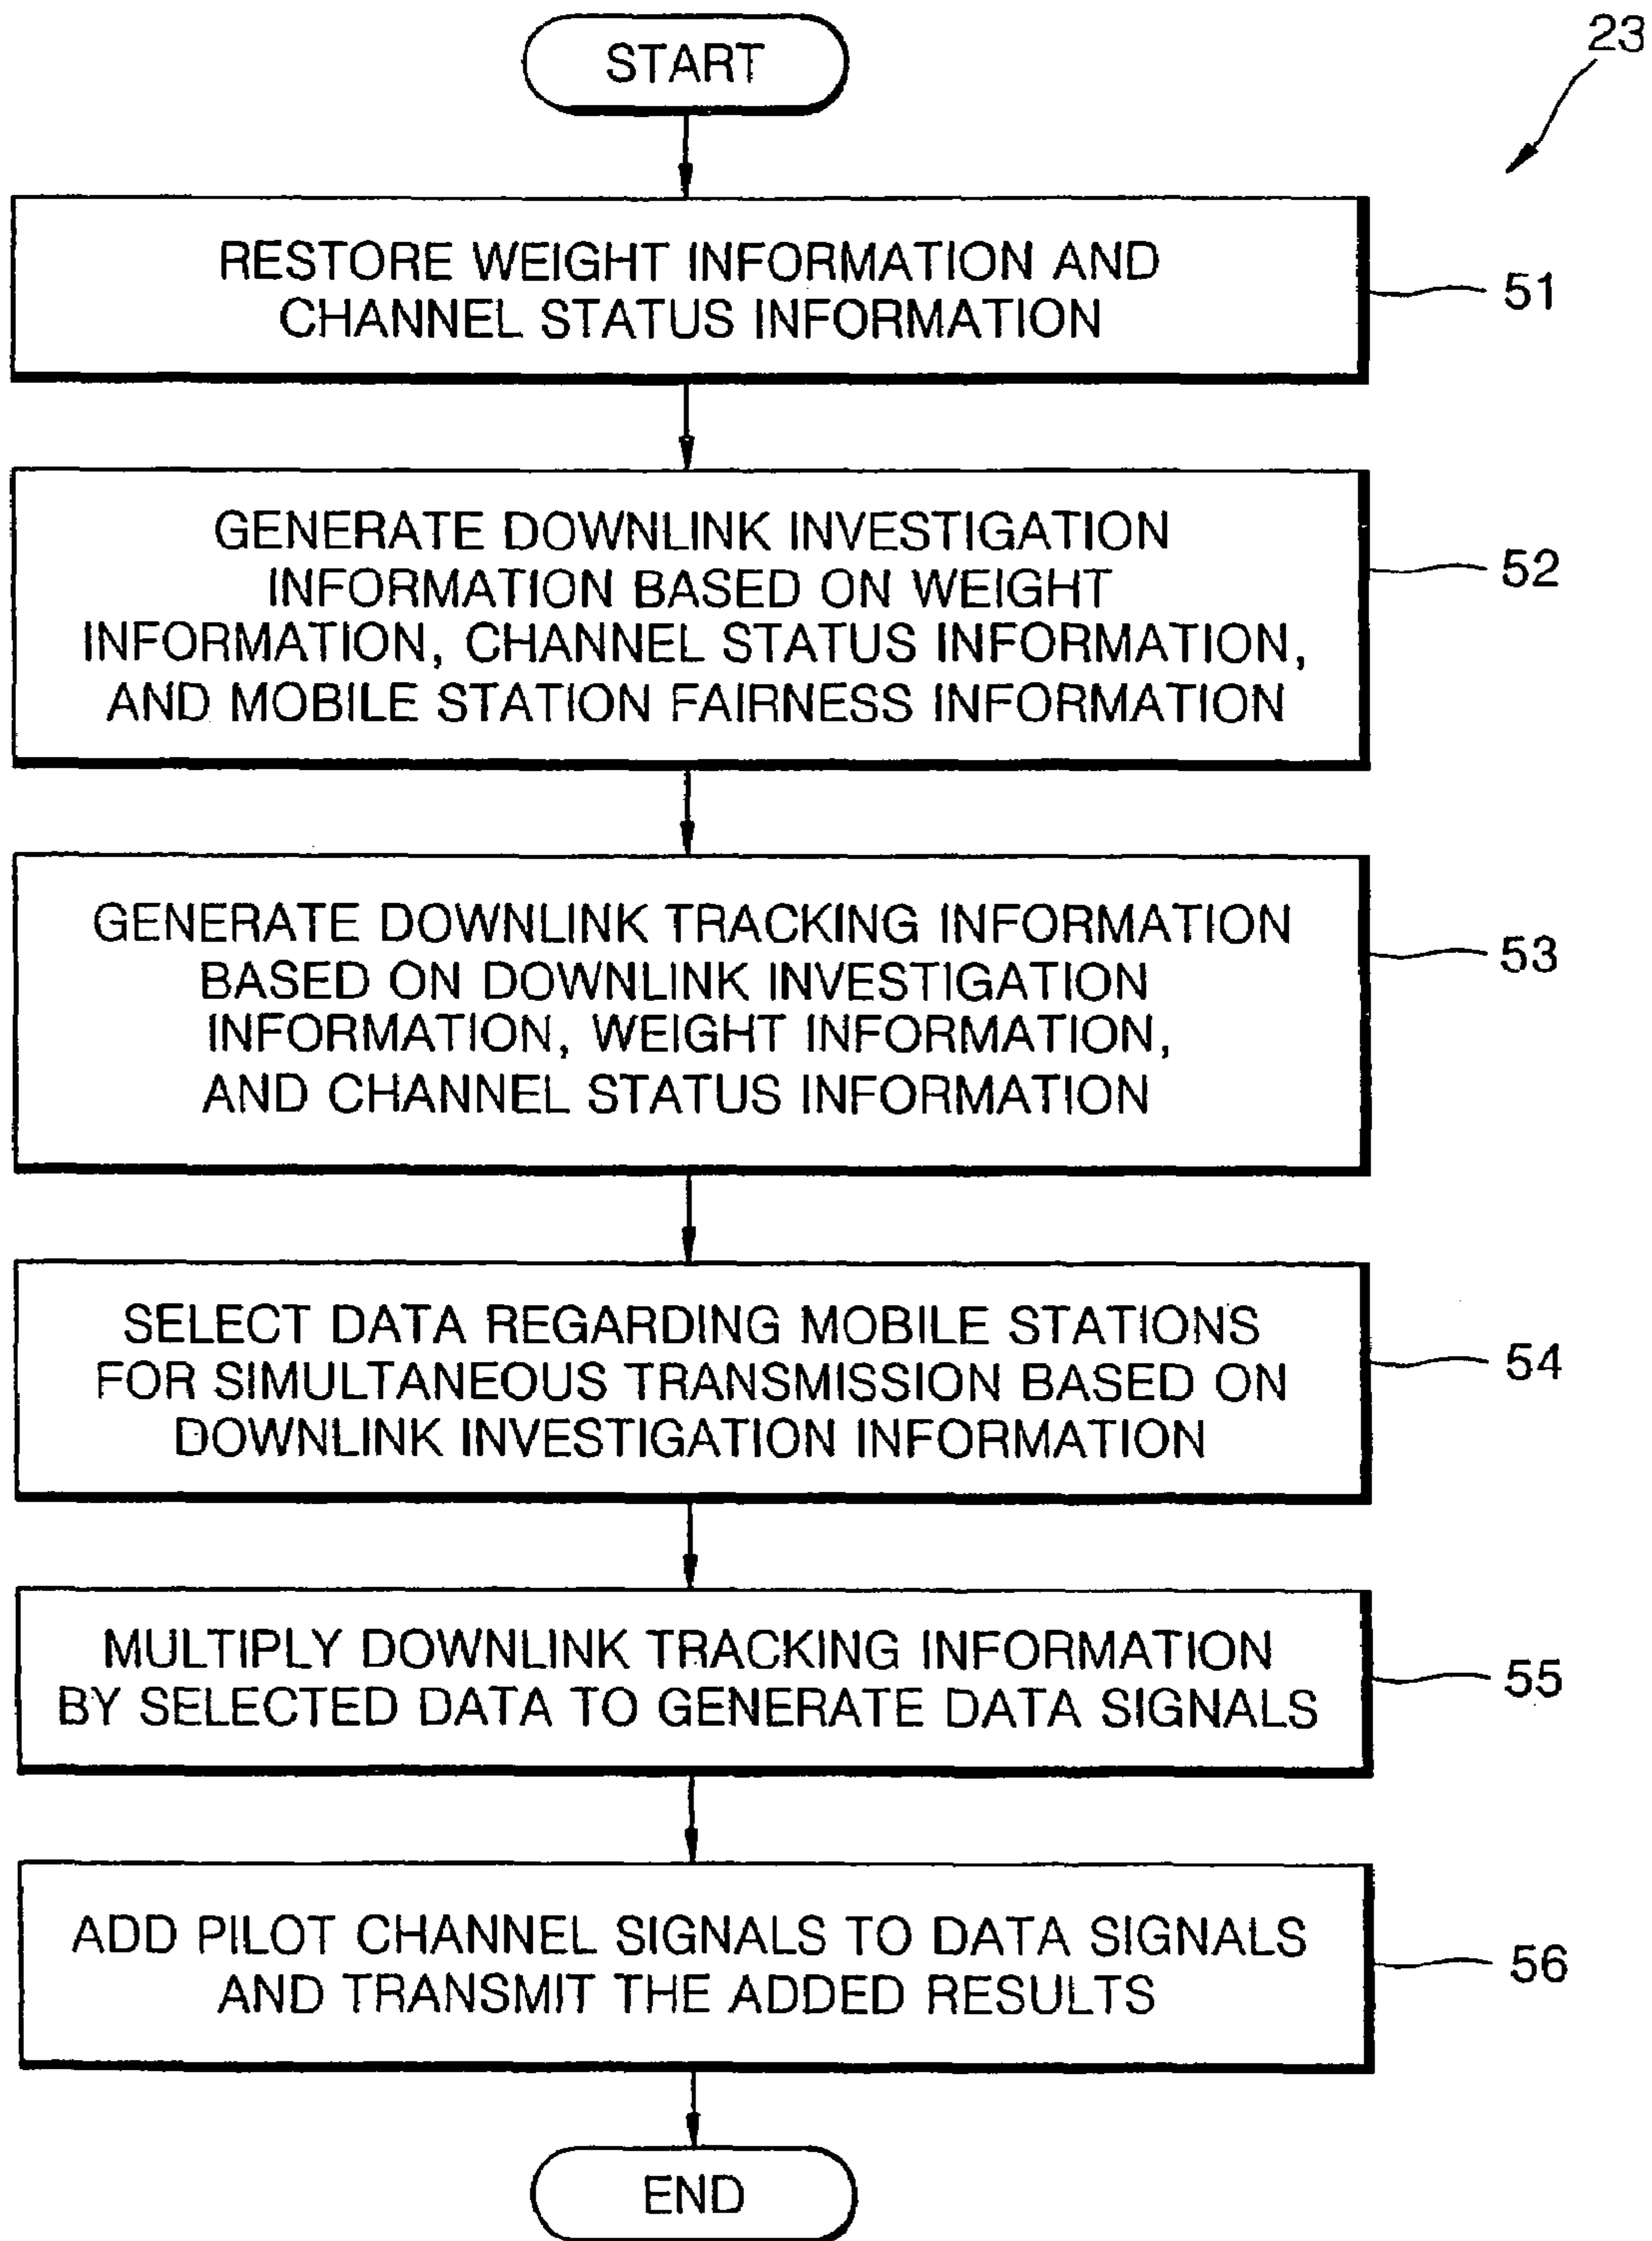 START
23
RESTORE WEIGHT INFORMATION AND
CHANNEL STATUS INFORMATION
51
GENERATE DOWNLINK INVESTIGATION
INFORMATION BASED ON WEIGHT
INFORMATION, CHANNEL STATUS INFORMATION,
AND MOBILE STATION FAIRNESS INFORMATION
52
GENERATE DOWNLINK TRACKING INFORMATION
BASED ON DOWNLINK INVESTIGATION
INFORMATION, WEIGHT INFORMATION,
AND CHANNEL STATUS INFORMATION
53
SELECT DATA REGARDING MOBILE STATIONS
FOR SIMULTANEOUS TRANSMISSION BASED ON
DOWNLINK INVESTIGATION INFORMATION
54
MULTIPLY DOWNLINK TRACKING INFORMATION
BY SELECTED DATA TO GENERATE DATA SIGNALS
55
ADD PILOT CHANNEL SIGNALS TO DATA SIGNALS
AND TRANSMIT THE ADDED RESULTS
56
END